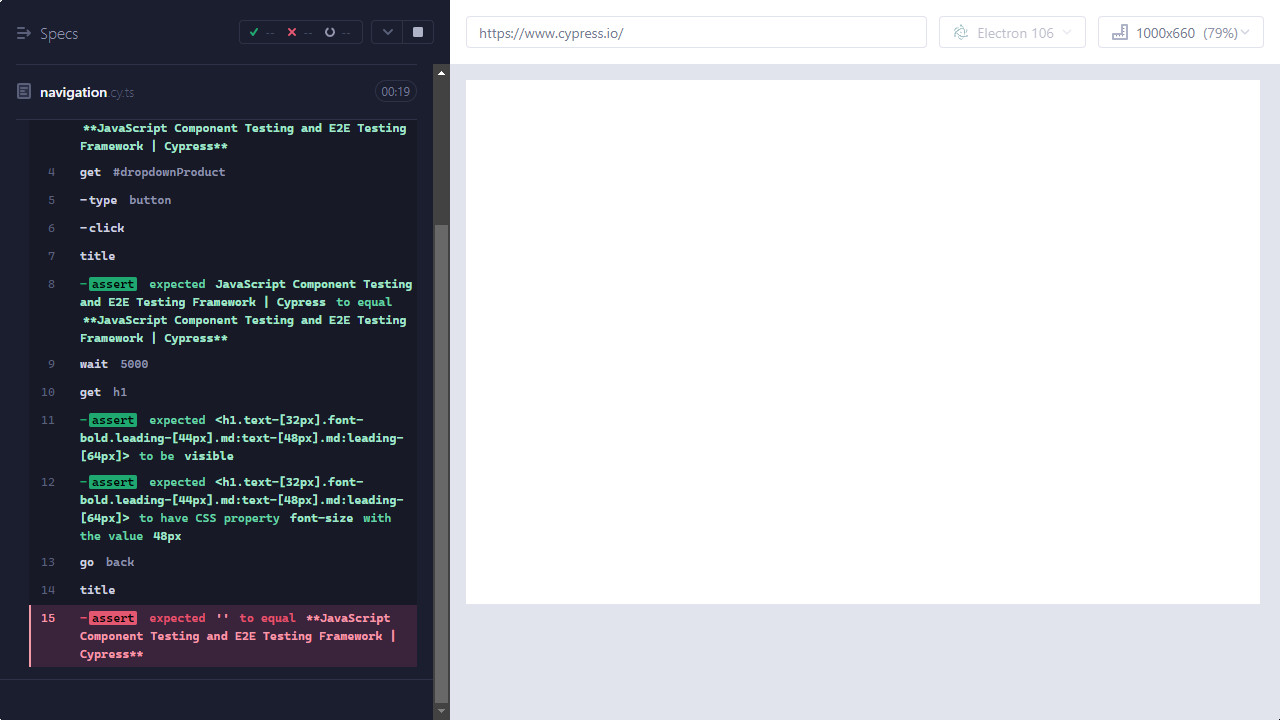 Specs
-- -- --
https://www.cypress.io/
Electron 106
1000x660 (79%)
navigation.cy.ts
00:19
**JavaScript Component Testing and E2E Testing
Framework | Cypress**
4 get #dropdownProduct
5 -type button
6 -click
7 title
8 -assert expected JavaScript Component Testing
and E2E Testing Framework | Cypress to equal
**JavaScript Component Testing and E2E Testing
Framework | Cypress**
9 wait 5000
10 get h1
11 -assert expected <h1.text-[32px].font-
bold.leading-[44px].md:text-[48px].md:leading-
[64px]> to be visible
12 -assert expected <h1.text-[32px].font-
bold.leading-[44px].md:text-[48px].md:leading-
[64px]> to have CSS property font-size with
the value 48px
13 go back
14 title
15 -assert expected '' to equal **JavaScript
Component Testing and E2E Testing Framework |
Cypress**